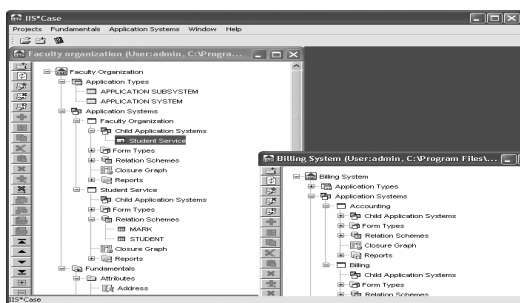 IIS*Case
Projects Fundamentals Application Systems Window Help
Faculty organization (User:admin, C:\Progra...
Faculty Organization
Application Types
APPLICATION SUBSYSTEM
APPLICATION SYSTEM
Application Systems
Faculty Organization
Child Application Systems
Student Service
Form Types
Relation Schemes
Closure Graph
Reports
Student Service
Child Application Systems
Form Types
Relation Schemes
MARK
STUDENT
Closure Graph
Reports
Fundamentals
Attributes
Address
Billing System (User:admin, C:\Program Files\...
Billing System
Application Types
Application Systems
Accounting
Child Application Systems
Form Types
Relation Schemes
Closure Graph
Reports
Billing
Child Application Systems
Form Types
Relation Schemes
IIS*Case